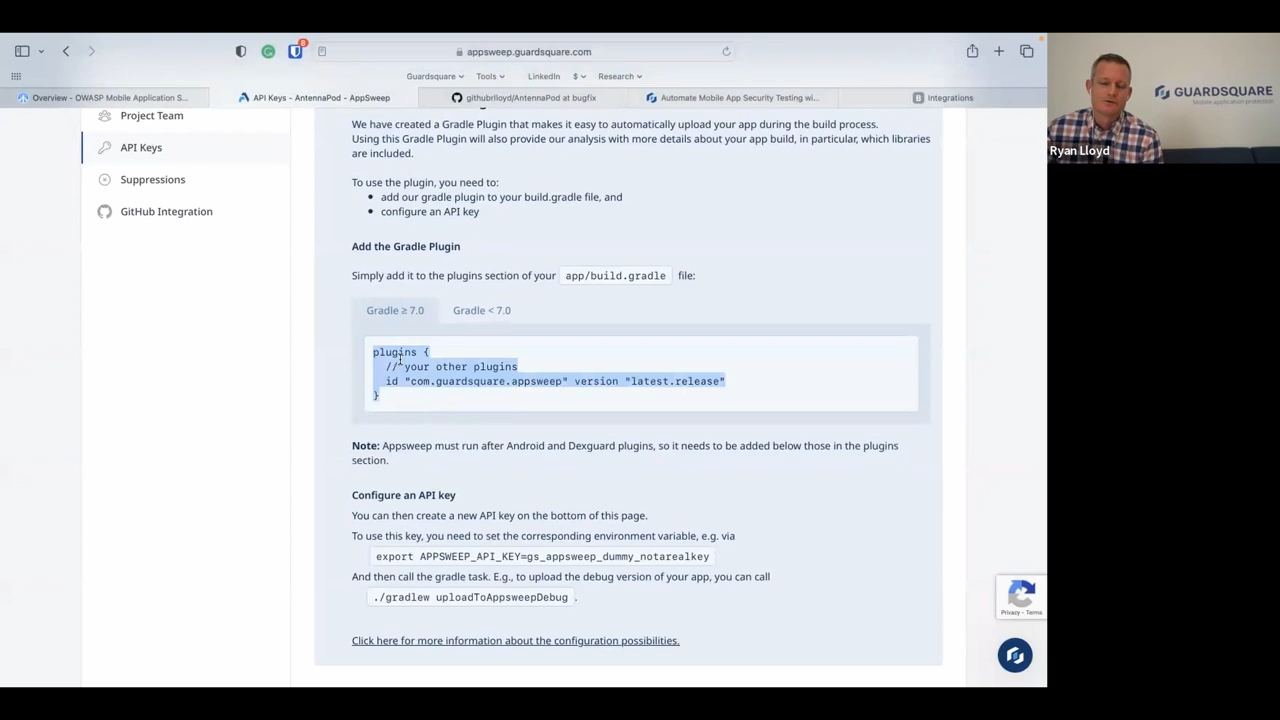 appsweep.guardsquare.com
8
Guardsquare
Tools
LinkedIn
$
Research
Overview - OWASP Mobile Application S...
API Keys - AntennaPod - AppSweep
githubrlloyd/AntennaPod at bugfix
Automate Mobile App Security Testing wi...
Integrations
Project Team
API Keys
Suppressions
GitHub Integration
We have created a Gradle Plugin that makes it easy to automatically upload your app during the build process.
Using this Gradle Plugin will also provide our analysis with more details about your app build, in particular, which libraries
are included.
To use the plugin, you need to:
add our gradle plugin to your build.gradle file, and
configure an API key
Add the Gradle Plugin
Simply add it to the plugins section of your app/build.gradle file:
Gradle ≥ 7.0
Gradle < 7.0
plugins {
// your other plugins
id "com.guardsquare.appsweep" version "latest.release"
}
Note: Appsweep must run after Android and Dexguard plugins, so it needs to be added below those in the plugins
section.
Configure an API key
You can then create a new API key on the bottom of this page.
To use this key, you need to set the corresponding environment variable, e.g. via
export APPSWEEP_API_KEY=gs_appsweep_dummy_notarealkey
And then call the gradle task. E.g., to upload the debug version of your app, you can call
./gradlew uploadToAppsweepDebug .
Click here for more information about the configuration possibilities.
Privacy - Terms
GUARDSQUARE
Mobile application protection
Ryan Lloyd